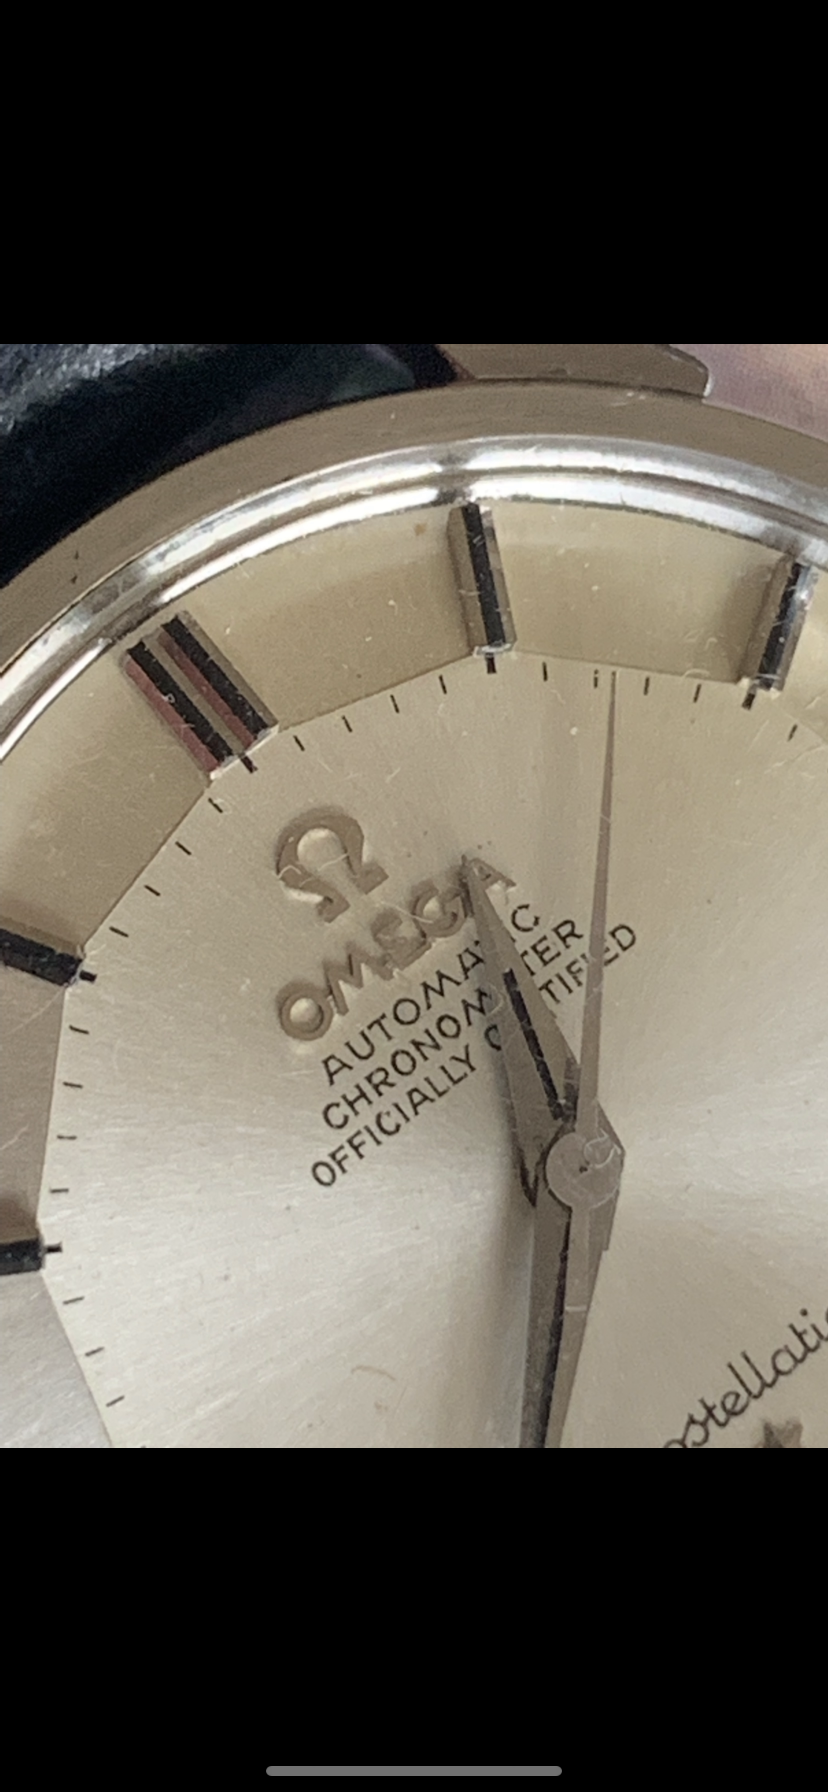 Ω
OMEGA
AUTOMATIC
CHRONOMETER
OFFICIALLY CERTIFIED